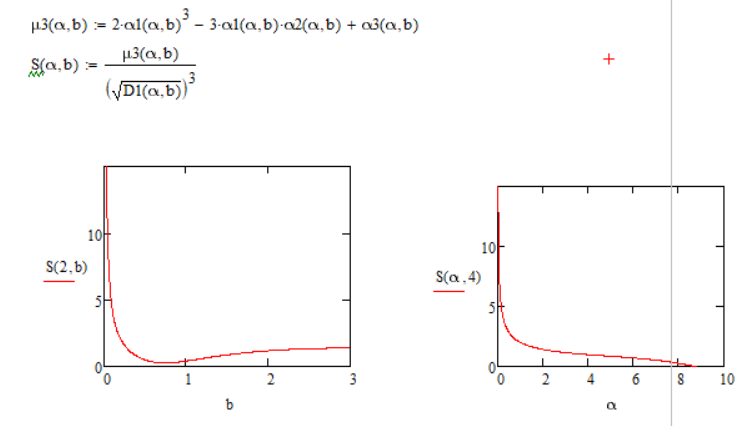 μ3(α,b) := 2·α1(α,b)³ − 3·α1(α,b)·α2(α,b) + α3(α,b)
S(α,b) := μ3(α,b) / (√D1(α,b))³
10
S(2,b)
5
0
0 1 2 3
b
10
S(α,4)
5
0
0 2 4 6 8 10
α